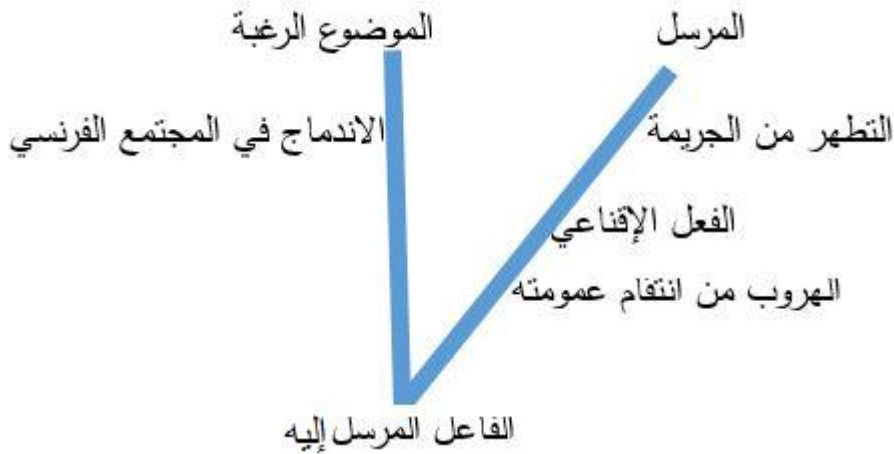 المرسل
الموضوع الرغبة
التطهر من الجريمة
الاندماج في المجتمع الفرنسي
الفعل الإقناعي
الهروب من انتقام عمومته
الفاعل المرسل إليه